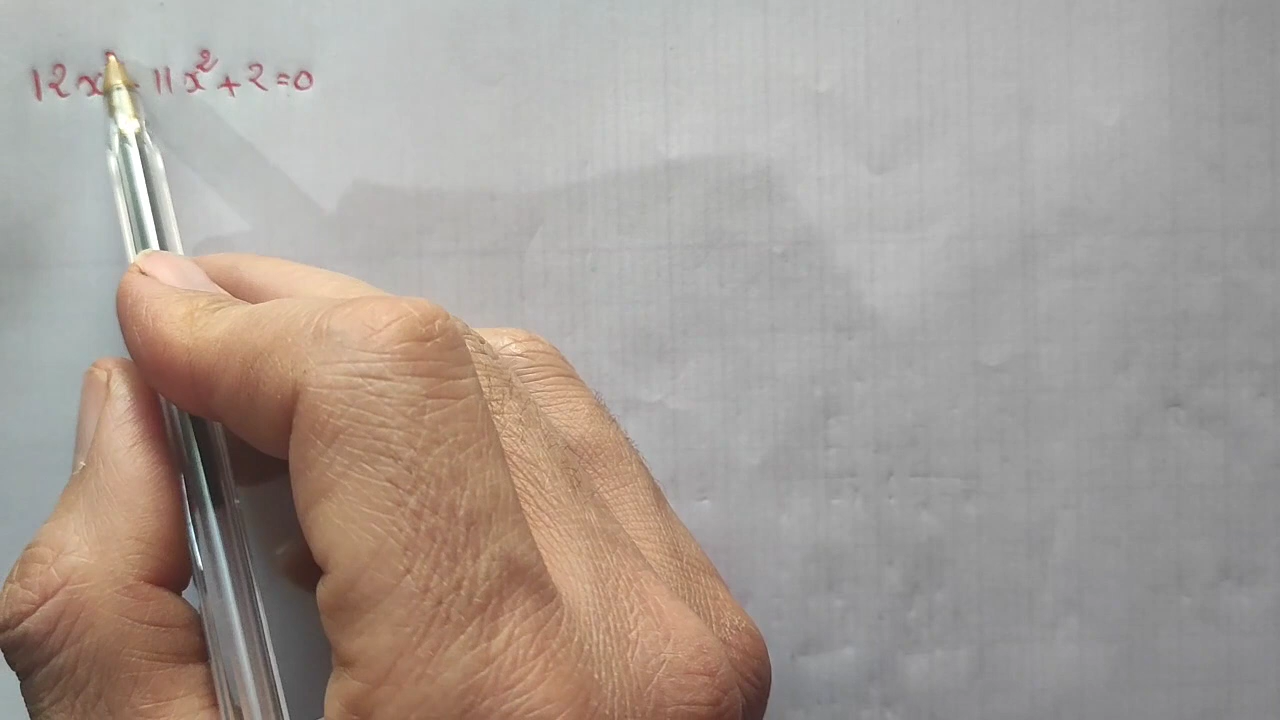 12x - 11x² + 2 = 0